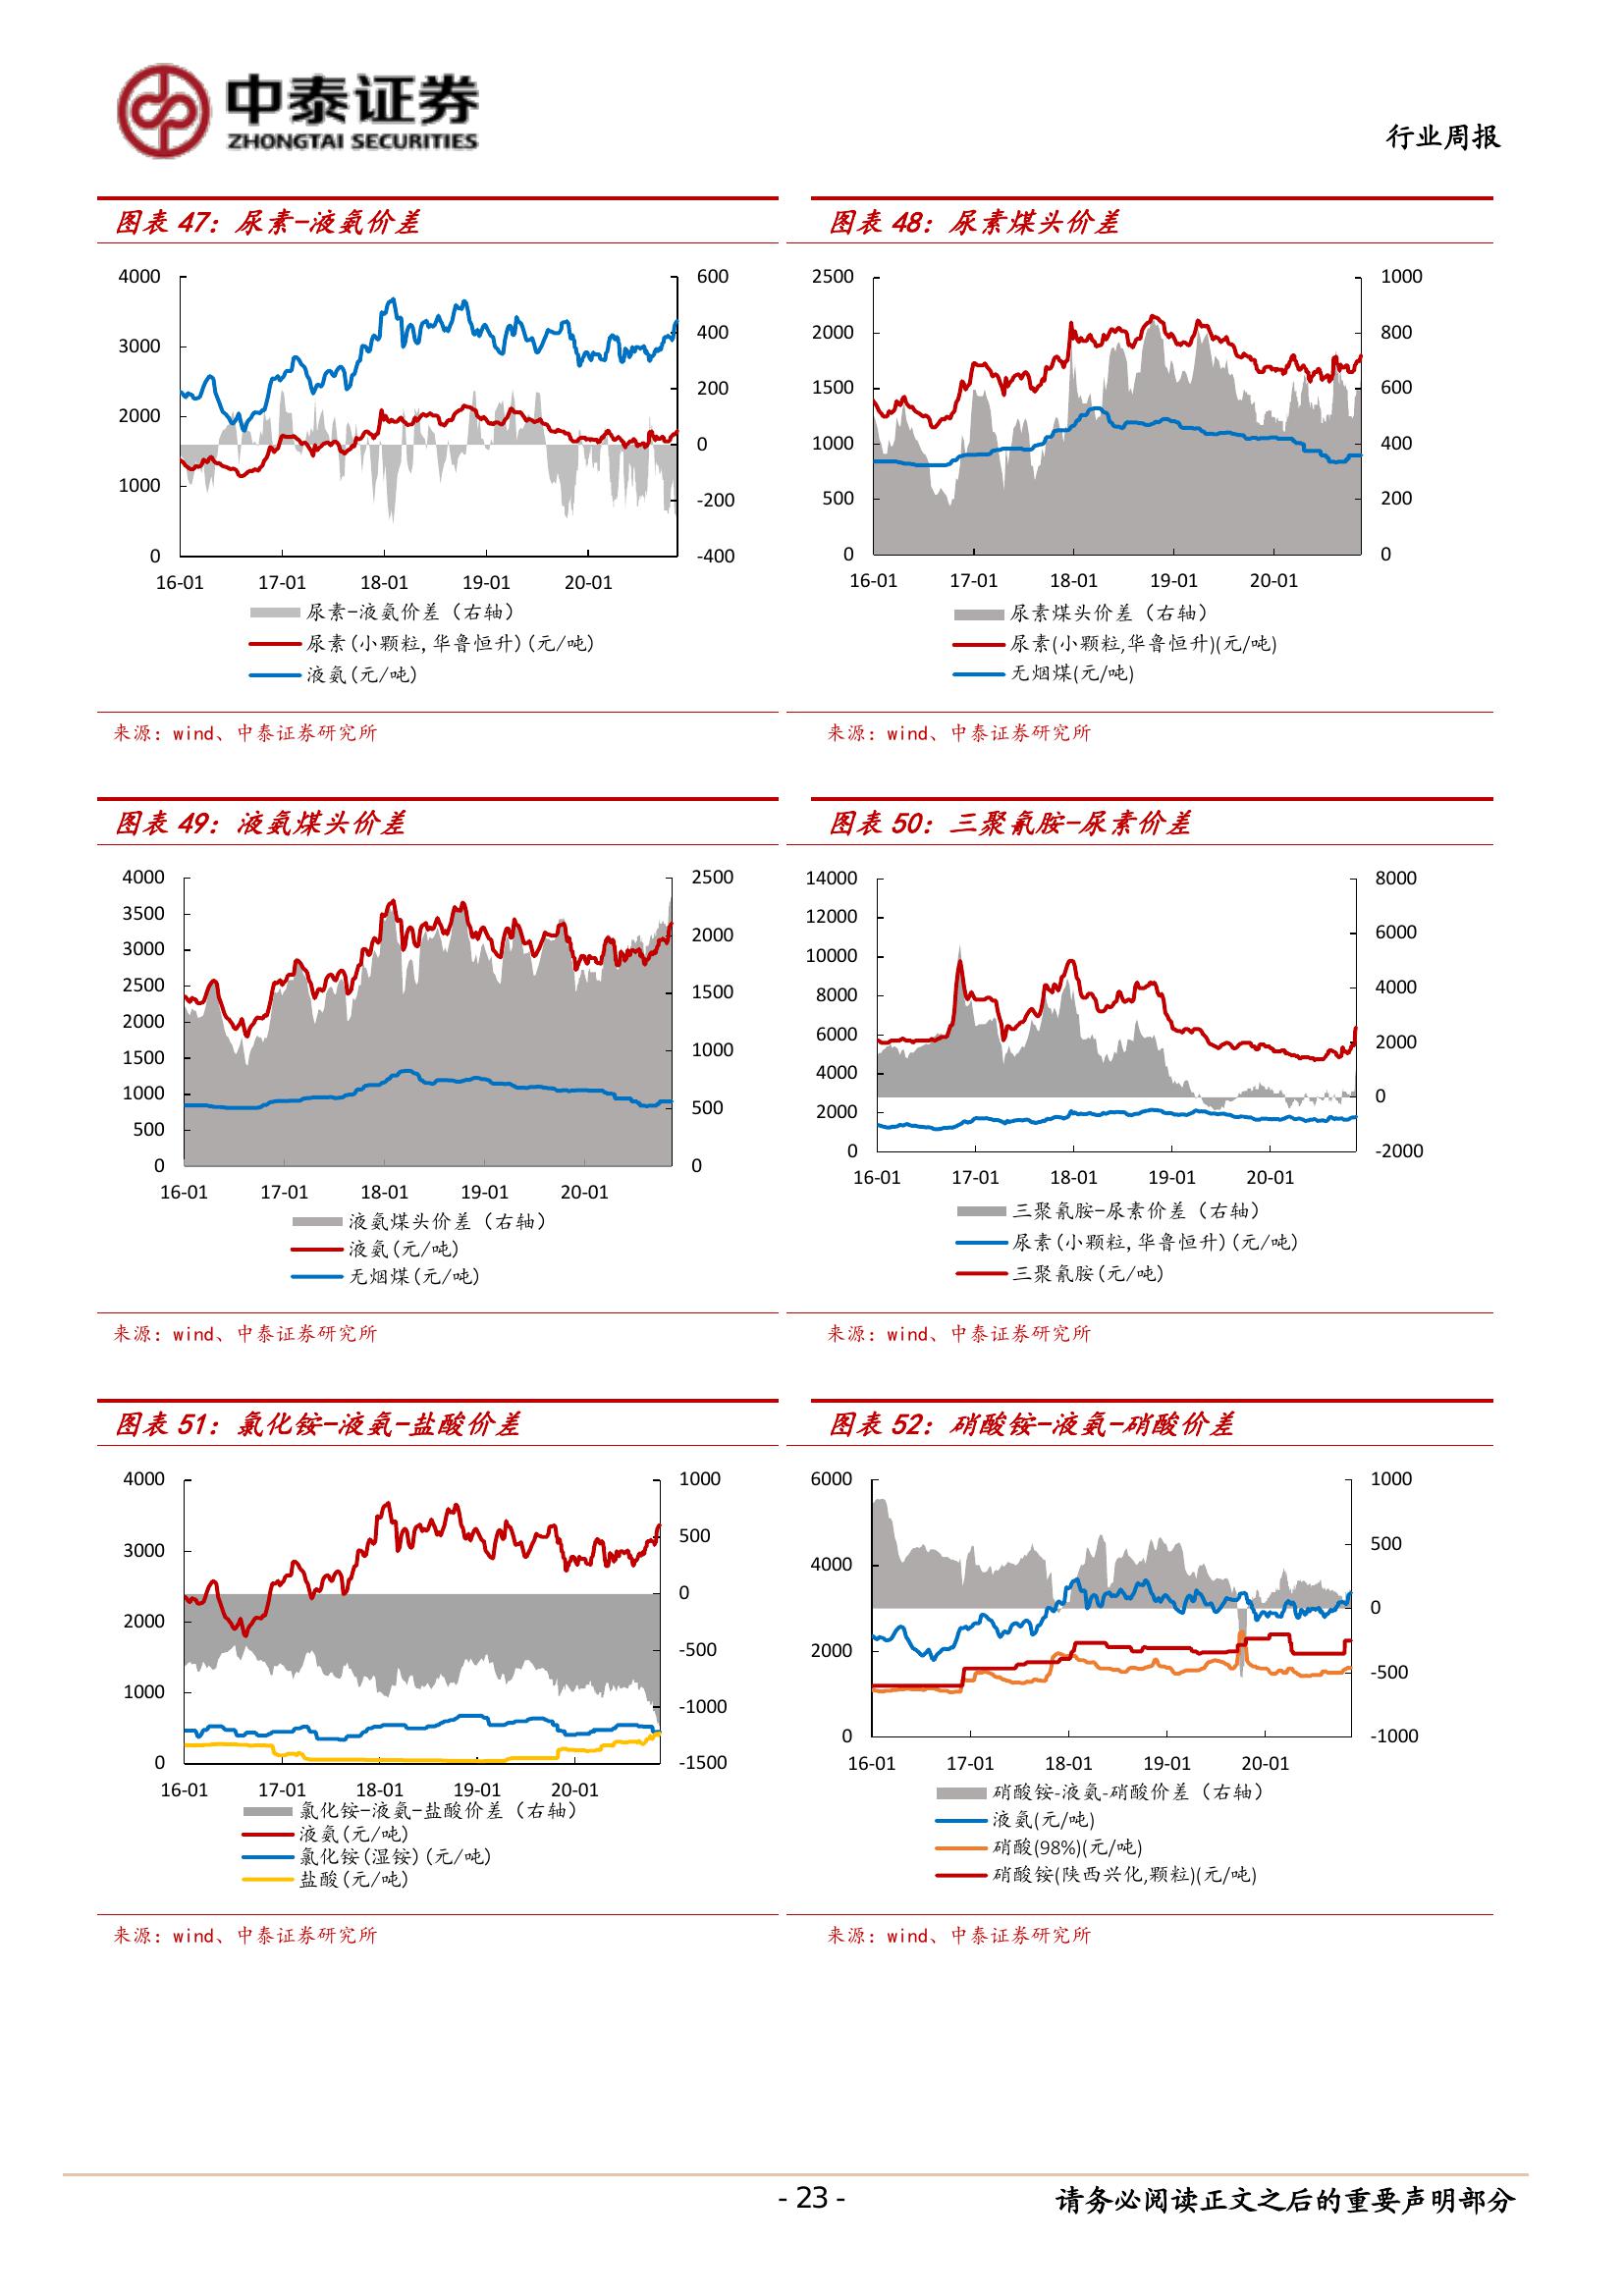 中泰证券
ZHONGTAI SECURITIES
行业周报
图表 47：尿素-液氨价差
4000
3000
2000
1000
0
600
400
200
0
-200
-400
16-01 17-01 18-01 19-01 20-01
尿素-液氨价差（右轴）
尿素(小颗粒,华鲁恒升)(元/吨)
液氨(元/吨)
来源：wind、中泰证券研究所
图表 48：尿素煤头价差
2500
2000
1500
1000
500
0
1000
800
600
400
200
0
16-01 17-01 18-01 19-01 20-01
尿素煤头价差（右轴）
尿素(小颗粒,华鲁恒升)(元/吨)
无烟煤(元/吨)
来源：wind、中泰证券研究所
图表 49：液氨煤头价差
4000
3500
3000
2500
2000
1500
1000
500
0
2500
2000
1500
1000
500
0
16-01 17-01 18-01 19-01 20-01
液氨煤头价差（右轴）
液氨(元/吨)
无烟煤(元/吨)
来源：wind、中泰证券研究所
图表 50：三聚氰胺-尿素价差
14000
12000
10000
8000
6000
4000
2000
0
8000
6000
4000
2000
0
-2000
16-01 17-01 18-01 19-01 20-01
三聚氰胺-尿素价差（右轴）
尿素(小颗粒,华鲁恒升)(元/吨)
三聚氰胺(元/吨)
来源：wind、中泰证券研究所
图表 51：氯化铵-液氨-盐酸价差
4000
3000
2000
1000
0
1000
500
0
-500
-1000
-1500
16-01 17-01 18-01 19-01 20-01
氯化铵-液氨-盐酸价差（右轴）
液氨(元/吨)
氯化铵(湿铵)(元/吨)
盐酸(元/吨)
来源：wind、中泰证券研究所
图表 52：硝酸铵-液氨-硝酸价差
6000
4000
2000
0
1000
500
0
-500
-1000
16-01 17-01 18-01 19-01 20-01
硝酸铵-液氨-硝酸价差（右轴）
液氨(元/吨)
硝酸(98%)(元/吨)
硝酸铵(陕西兴化,颗粒)(元/吨)
来源：wind、中泰证券研究所
- 23 -
请务必阅读正文之后的重要声明部分